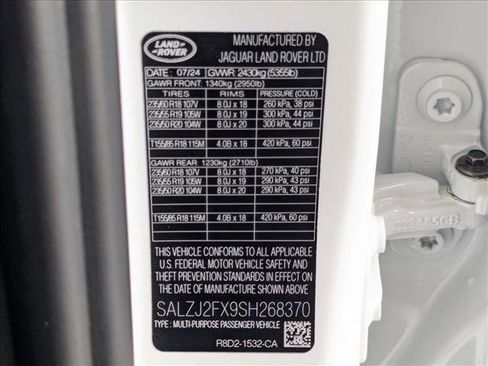 LAND
ROVER
MANUFACTURED BY
JAGUAR LAND ROVER LTD
DATE : 07/24 GVWR: 2430kg (5355lb)
GAWR FRONT: 1340kg (2950lb)
TIRES RIMS PRESSURE (COLD)
235/60 R18 107V 8.0J x 18 260 kPa, 38 psi
235/55 R19 105W 8.0J x 19 300 kPa, 44 psi
235/50 R20 104W 8.0J x 20 300 kPa, 44 psi
T155/85 R18 115M 4.0B x 18 420 kPa, 60 psi
GAWR REAR: 1230kg (2710lb)
235/60 R18 107V 8.0J x 18 270 kPa, 40 psi
235/55 R19 105W 8.0J x 19 290 kPa, 43 psi
235/50 R20 104W 8.0J x 20 290 kPa, 43 psi
T155/85 R18 115M 4.0B x 18 420 kPa, 60 psi
THIS VEHICLE CONFORMS TO ALL APPLICABLE
U.S. FEDERAL MOTOR VEHICLE SAFETY AND
THEFT PREVENTION STANDARDS IN EFFECT ON
THE DATE OF MANUFACTURE SHOWN ABOVE
SALZJ2FX9SH268370
TYPE : MULTI-PURPOSE PASSENGER VEHICLE
R8D2-1532-CA